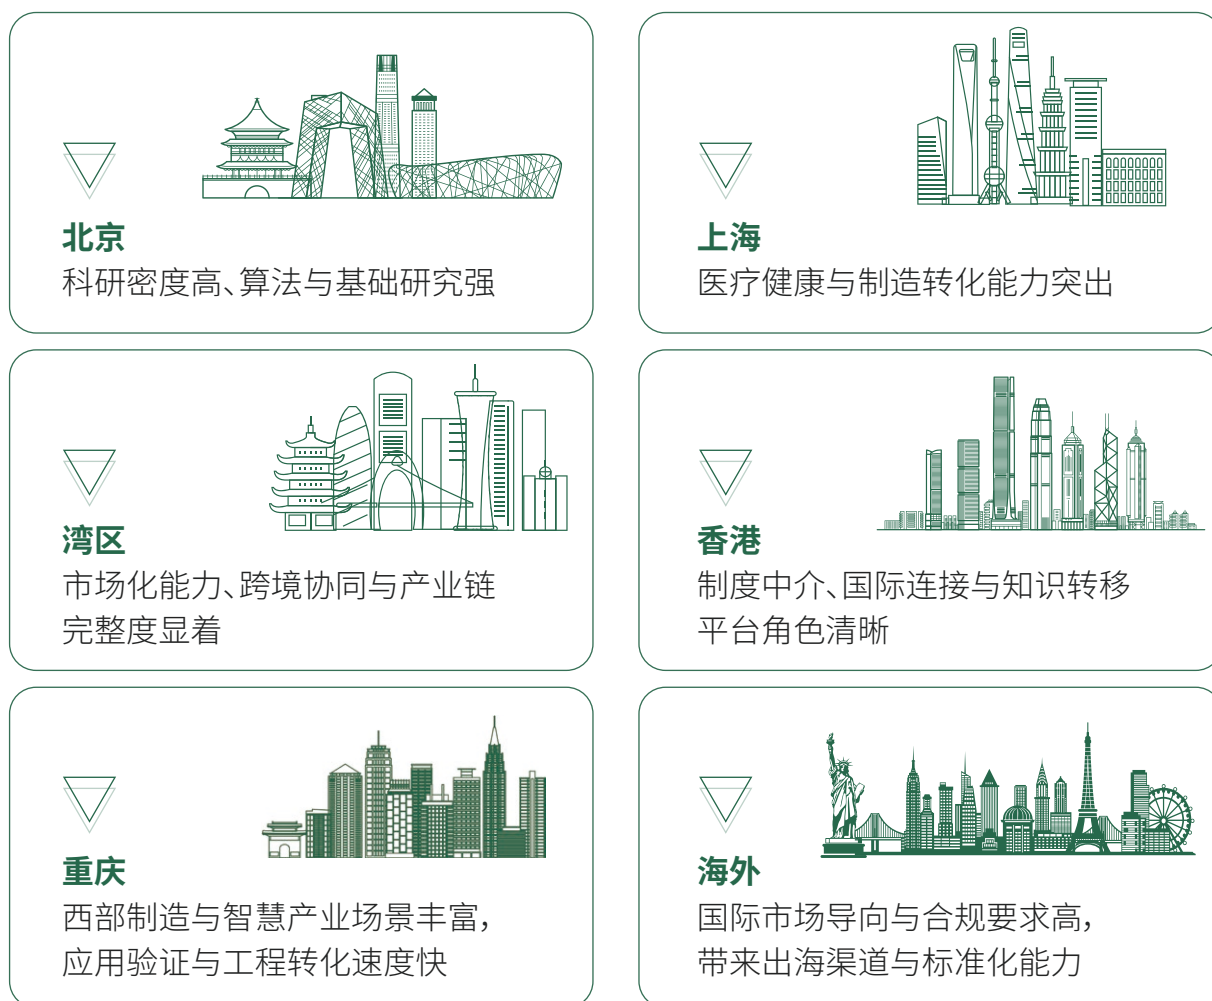 北京
科研密度高、算法与基础研究强
上海
医疗健康与制造转化能力突出
湾区
市场化能力、跨境协同与产业链
完整度显着
香港
制度中介、国际连接与知识转移
平台角色清晰
重庆
西部制造与智慧产业场景丰富，
应用验证与工程转化速度快
海外
国际市场导向与合规要求高，
带来出海渠道与标准化能力